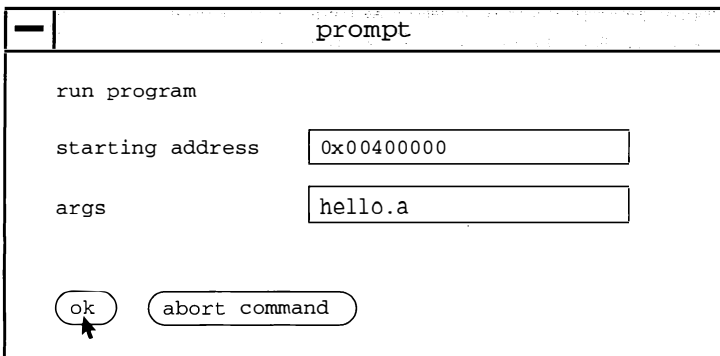 prompt
run program
starting address 0x00400000
args hello.a
ok abort command